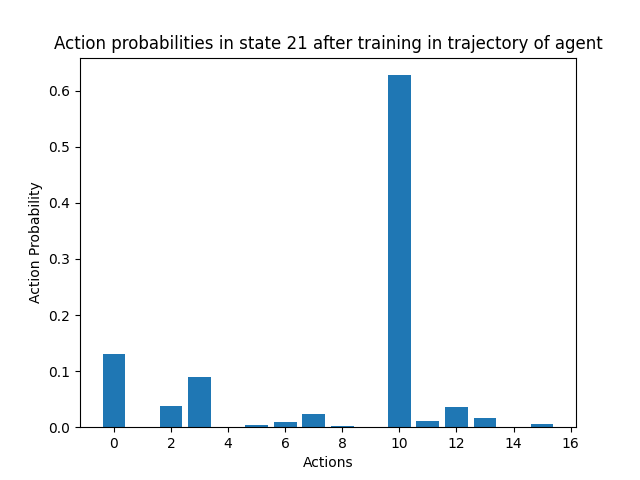 Action probabilities in state 21 after training in trajectory of agent
0.6
0.5
0.4
0.3
0.2
0.1
0.0
Action Probability
0 2 4 6 8 10 12 14 16
Actions